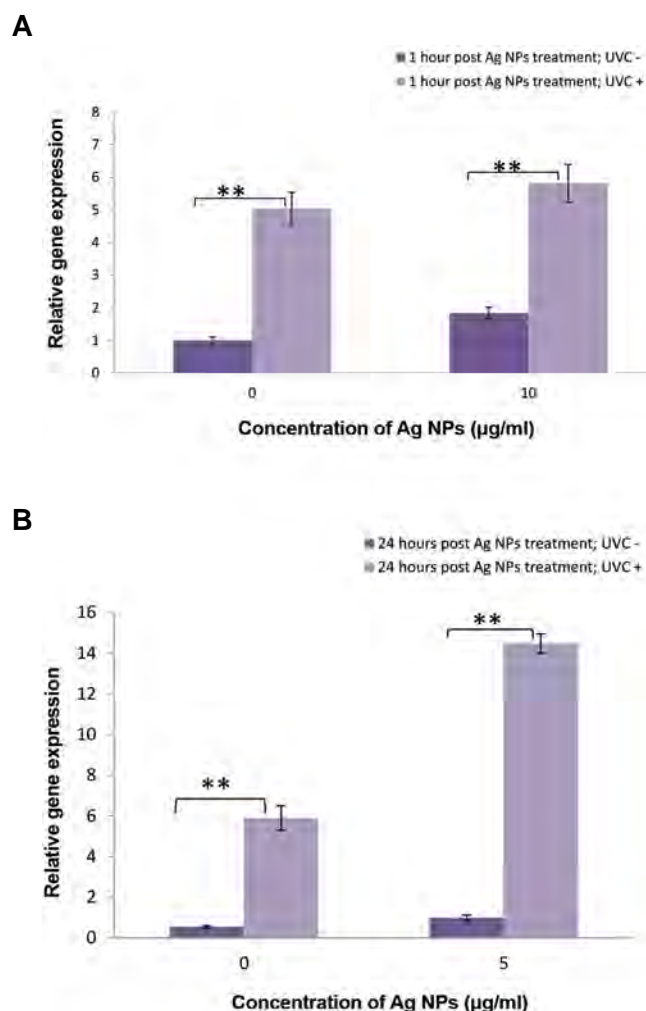 A
1 hour post Ag NPs treatment; UVC -
1 hour post Ag NPs treatment; UVC +
8
7
6
5
4
3
2
1
0
Relative gene expression
**
**
0
10
Concentration of Ag NPs (µg/ml)
B
24 hours post Ag NPs treatment; UVC -
24 hours post Ag NPs treatment; UVC +
16
14
12
10
8
6
4
2
0
Relative gene expression
**
**
0
5
Concentration of Ag NPs (µg/ml)